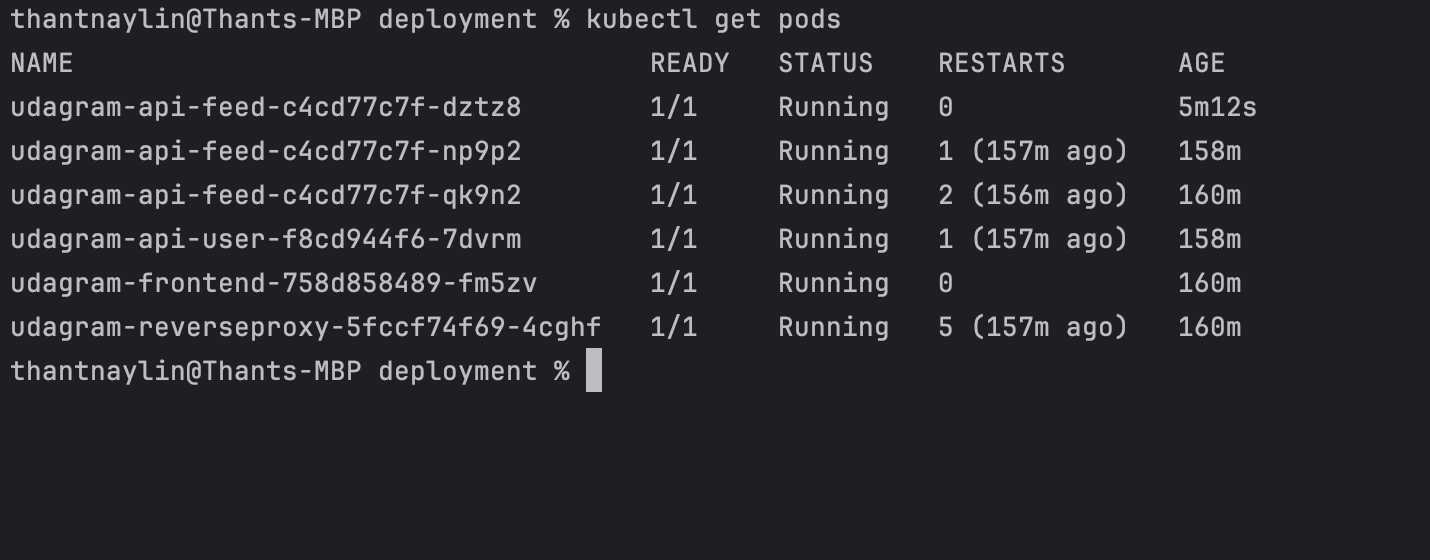 thantnaylin@Thants-MBP deployment % kubectl get pods
NAME READY STATUS RESTARTS AGE
udagram-api-feed-c4cd77c7f-dztz8 1/1 Running 0 5m12s
udagram-api-feed-c4cd77c7f-np9p2 1/1 Running 1 (157m ago) 158m
udagram-api-feed-c4cd77c7f-qk9n2 1/1 Running 2 (156m ago) 160m
udagram-api-user-f8cd944f6-7dvrm 1/1 Running 1 (157m ago) 158m
udagram-frontend-758d858489-fm5zv 1/1 Running 0 160m
udagram-reverseproxy-5fccf74f69-4cghf 1/1 Running 5 (157m ago) 160m
thantnaylin@Thants-MBP deployment %